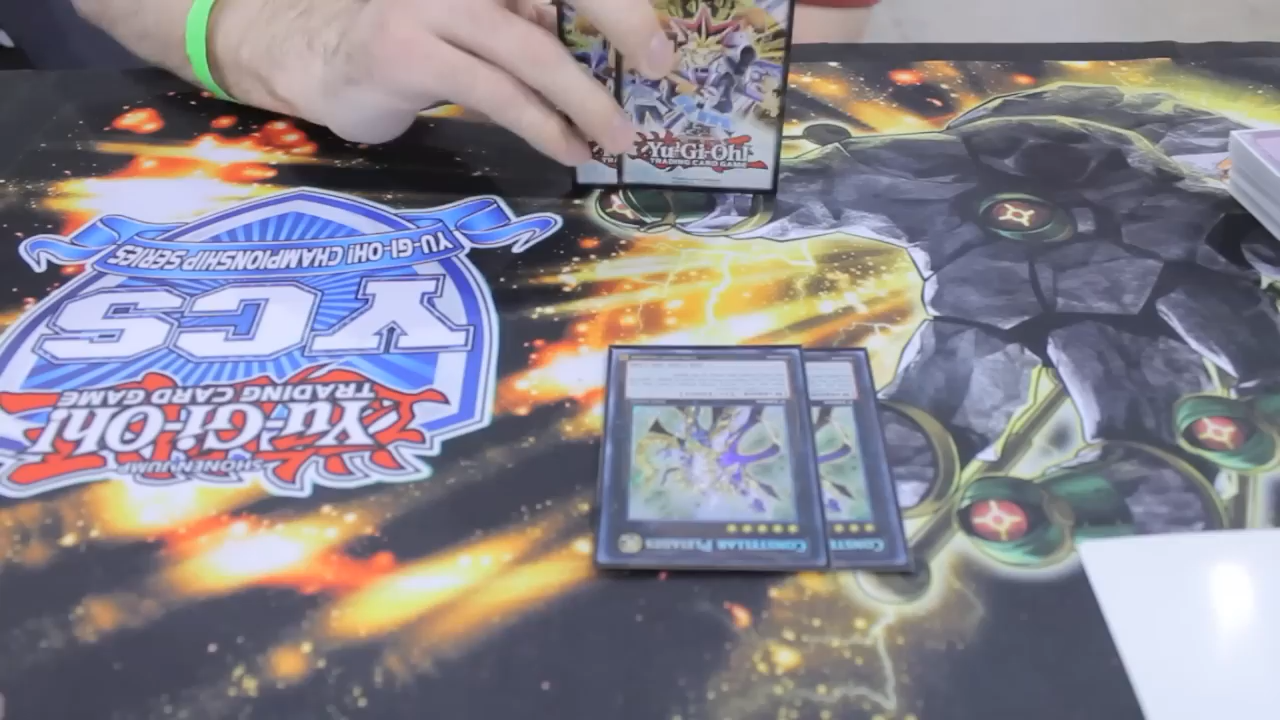 Yu-Gi-Oh!
TRADING CARD GAME
YU-GI-OH! CHAMPIONSHIP SERIES
YCS
SHONEN JUMP
Yu-Gi-Oh!
TRADING CARD GAME
CONSTELLAR PLEIADES
CONSTE